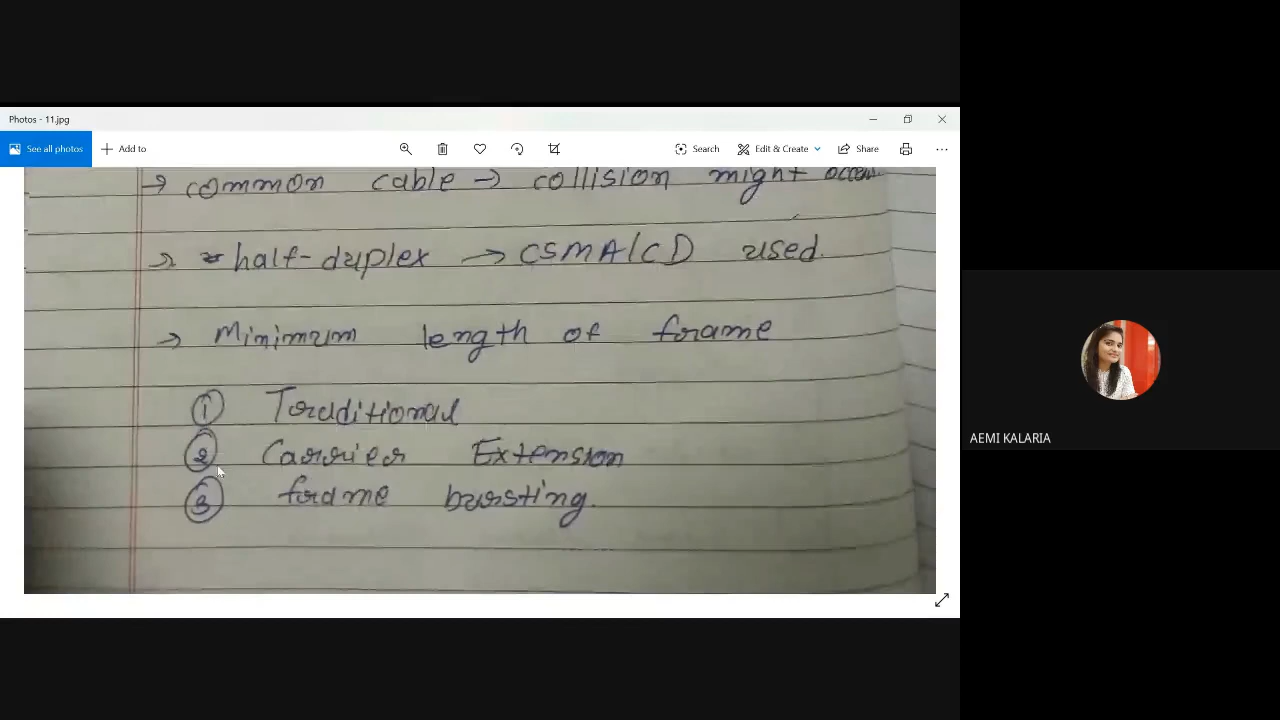 Photos - 11.jpg
See all photos
Add to
Search
Edit & Create
Share
→ common cable → collision might occur
→ half-duplex → CSMA/CD used.
→ Minimum length of frame
① Traditional
② Carrier Extension
③ frame bursting.
AEMI KALARIA